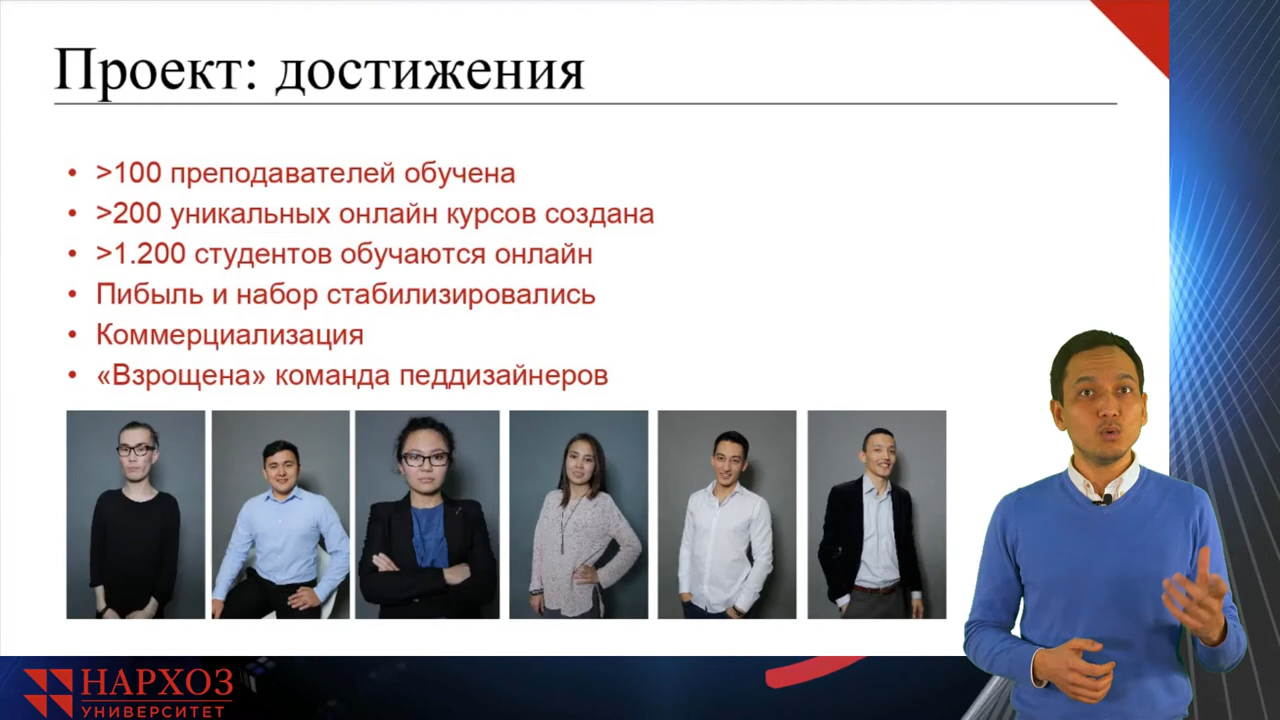 Проект: достижения
• >100 преподавателей обучена
• >200 уникальных онлайн курсов создана
• >1.200 студентов обучаются онлайн
• Пибыль и набор стабилизировались
• Коммерциализация
• «Взрощена» команда педдизайнеров
НАРХОЗ
УНИВЕРСИТЕТ